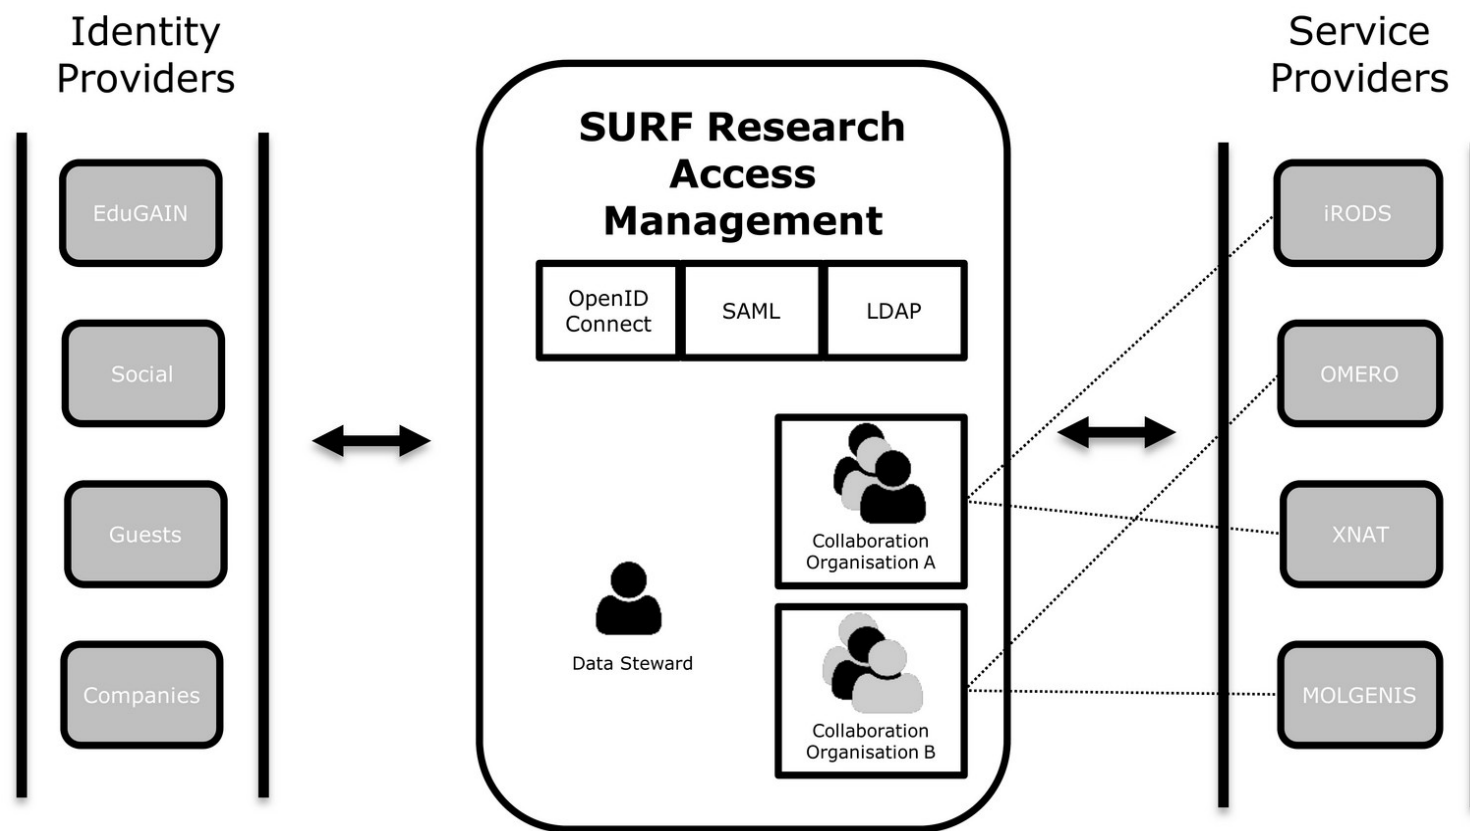 Identity
Providers
EduGAIN
Social
Guests
Companies
SURF Research
Access
Management
OpenID
Connect
SAML
LDAP
Data Steward
Collaboration
Organisation A
Collaboration
Organisation B
Service
Providers
iRODS
OMERO
XNAT
MOLGENIS